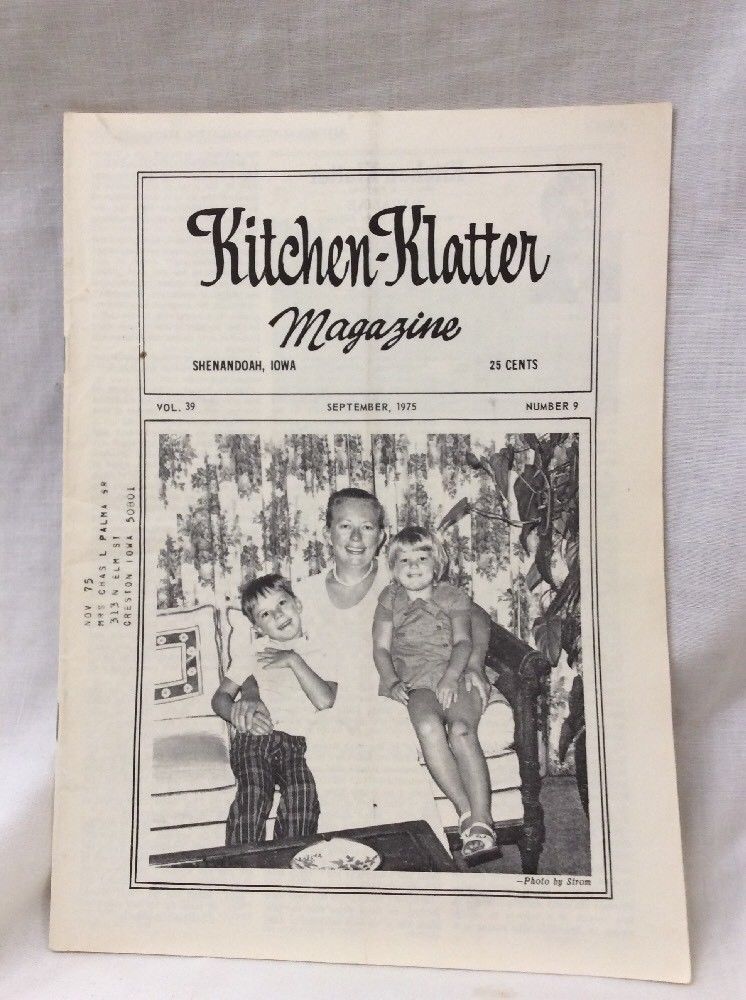 Kitchen-Klatter
Magazine
SHENANDOAH, IOWA 25 CENTS
VOL. 39 SEPTEMBER, 1975 NUMBER 9
NOV 75
MRS CHAS L PALMA SR
313 N ELM ST
CRESTON IOWA 50801
—Photo by Strom